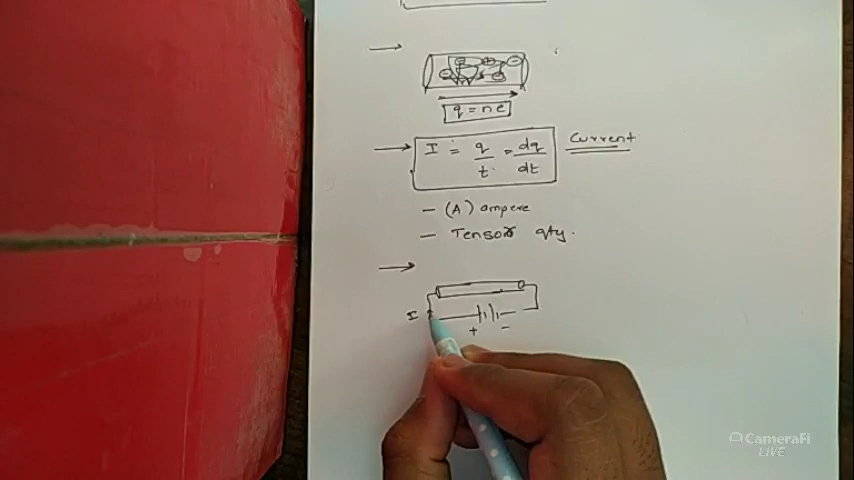 q = ne
I = q/t = dq/dt Current
- (A) ampere
- Tensor qty.
I
+ -
CameraFi
LIVE